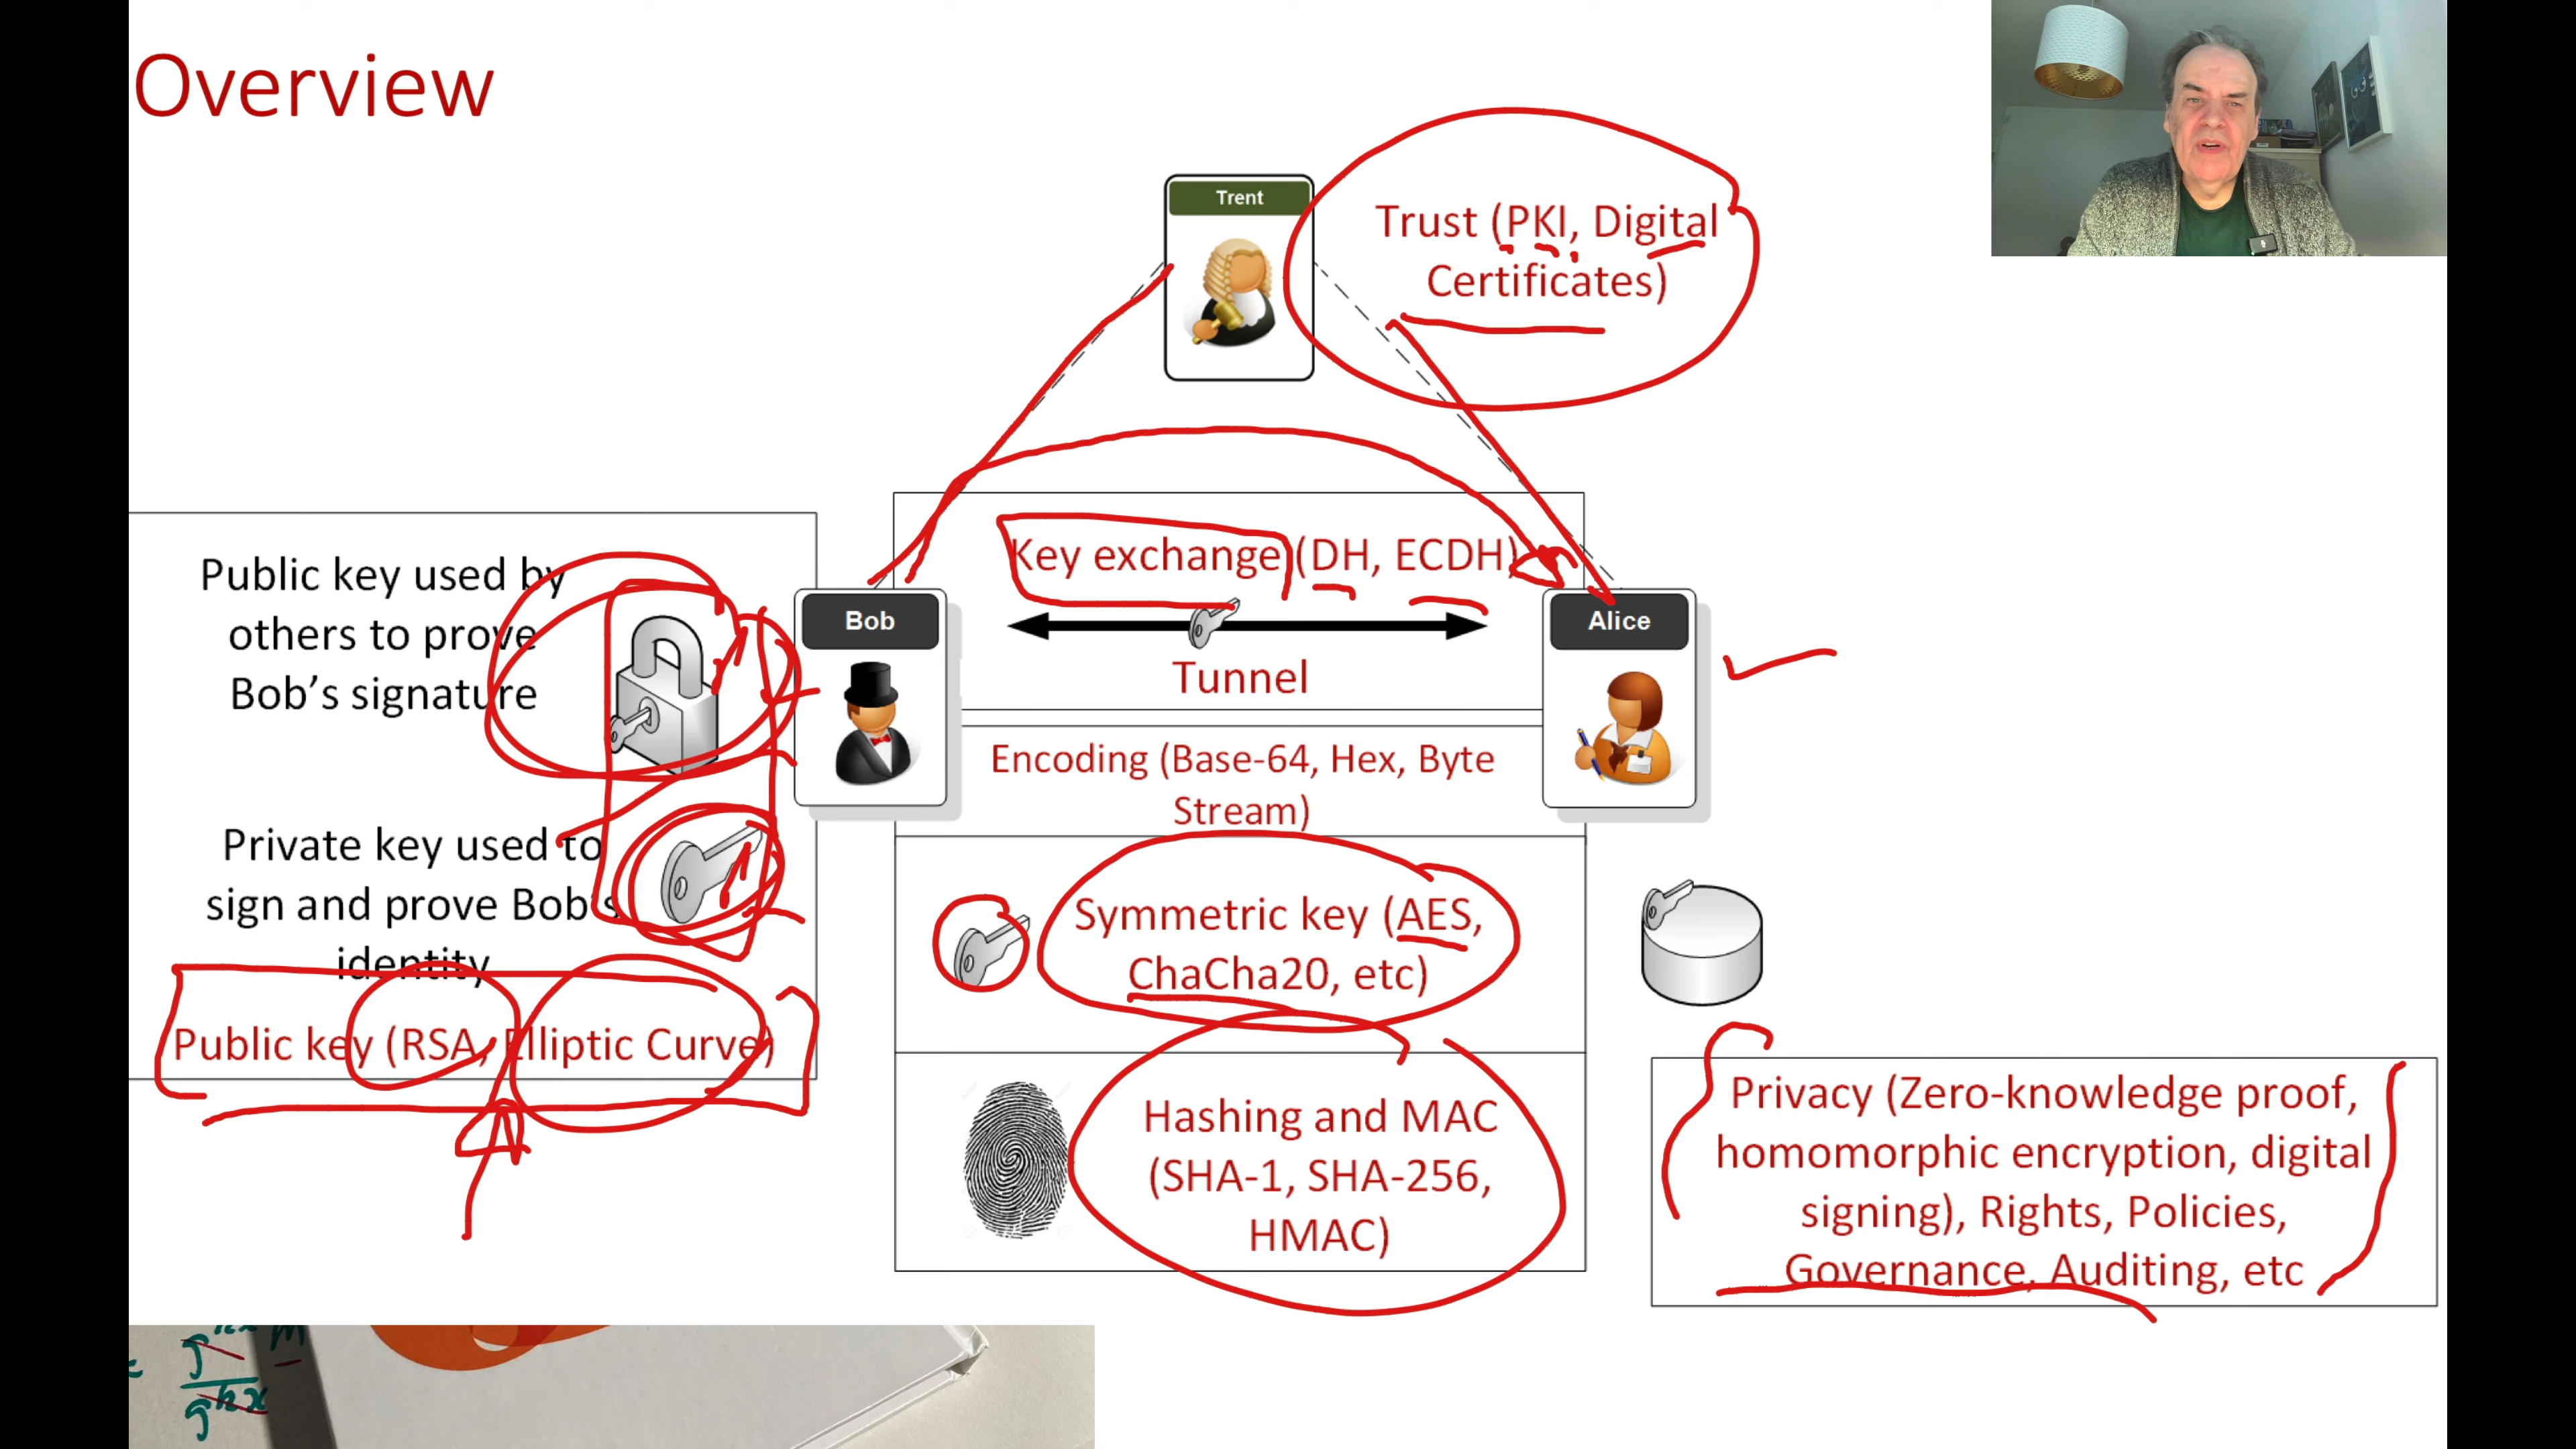 Overview
Trent
Trust (PKI, Digital
Certificates)
Key exchange (DH, ECDH)
Bob
Alice
Tunnel
Public key used by
others to prove
Bob's signature
Encoding (Base-64, Hex, Byte
Stream)
Private key used to
sign and prove Bob's
identity
Public key (RSA, Elliptic Curve)
Symmetric key (AES,
ChaCha20, etc)
Hashing and MAC
(SHA-1, SHA-256,
HMAC)
Privacy (Zero-knowledge proof,
homomorphic encryption, digital
signing), Rights, Policies,
Governance, Auditing, etc